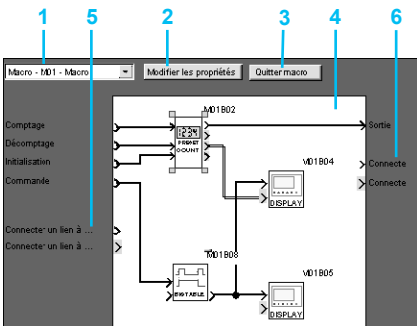 1 2 5 3 4 6
Macro - M01 - Macro Modifier les propriétés Quitter macro
M01B02
Comptage Sortie
Décomptage
PRESET
COUNT
Initialisation M01B04 Connecte
Commande Connecte
DISPLAY
Connecter un lien à ...
Connecter un lien à ...
M01B08
M01B05
BISTABLE
DISPLAY